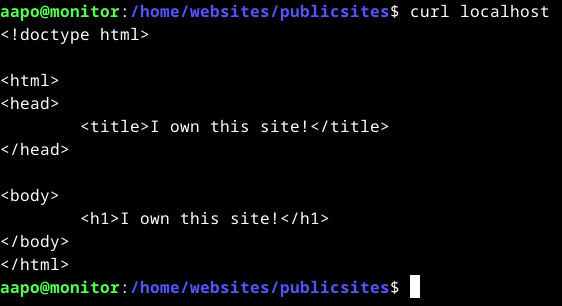 aapo@monitor:/home/websites/publicsites$ curl localhost
<!doctype html>
<html>
<head>
<title>I own this site!</title>
</head>
<body>
<h1>I own this site!</h1>
</body>
</html>
aapo@monitor:/home/websites/publicsites$